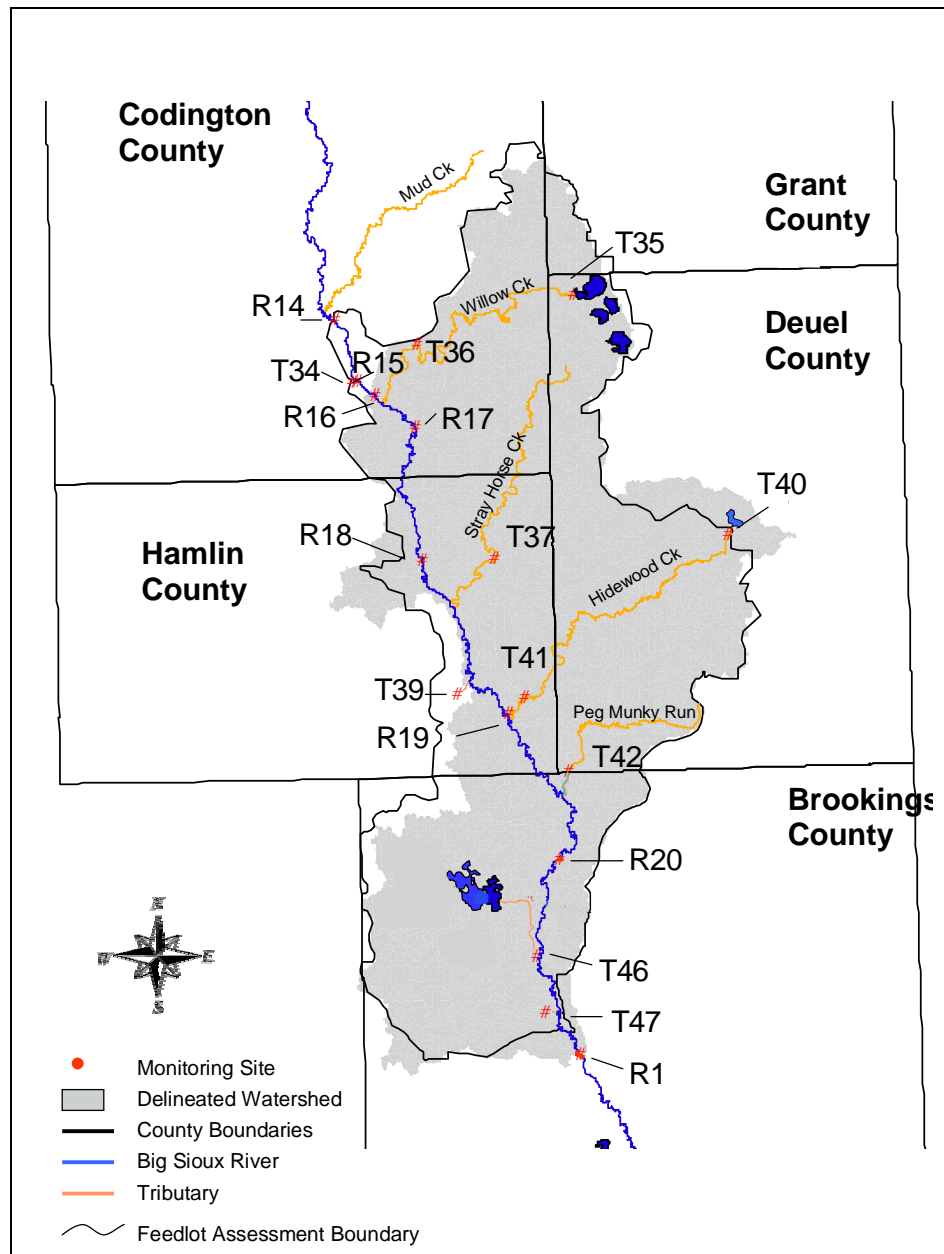 Codington
County
Mud Ck
Grant
County
T35
Willow Ck
R14
Deuel
County
T36
R15
T34
R16
R17
Stray Horse Ck
T40
R18
T37
Hamlin
County
Hidewood Ck
T41
T39
Peg Munky Run
R19
T42
Brookings
County
R20
N
W E
S
T46
T47
R1
Monitoring Site
Delineated Watershed
County Boundaries
Big Sioux River
Tributary
Feedlot Assessment Boundary